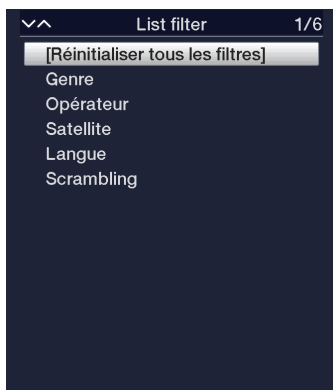 List filter 1/6
[Réinitialiser tous les filtres]
Genre
Opérateur
Satellite
Langue
Scrambling